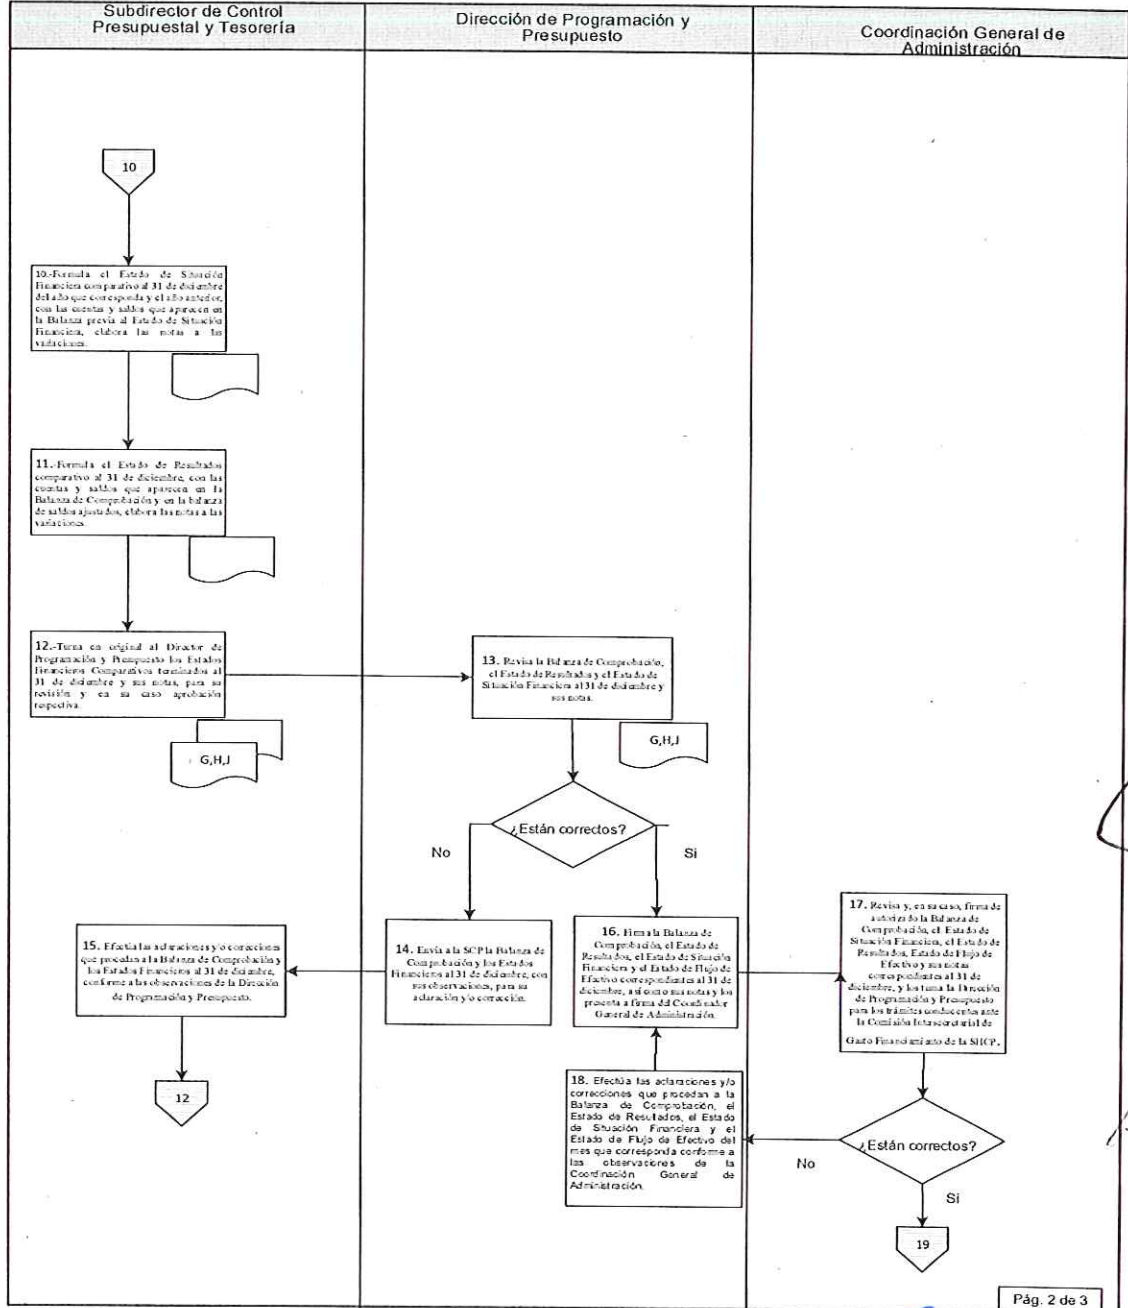 Subdirector de Control
Presupuestal y Tesorería
Dirección de Programación y
Presupuesto
Coordinación General de
Administración
10
10.-Formula el Estado de Situación
Financiera comparativo al 31 de diciembre
del año que corresponda y el año anterior,
con las cuentas y saldos que aparecen en
la Balanza previa al Estado de Situación
Financiera, elabora las notas a las
variaciones.
11.-Formula el Estado de Resultados
comparativo al 31 de diciembre, con las
cuentas y saldos que aparecen en la
Balanza de Comprobación y en la balanza
de saldos ajustados, elabora las notas a las
variaciones.
12.-Turna en original al Director de
Programación y Presupuesto los Estados
Financieros Comparativos terminados al
31 de diciembre y sus notas, para su
revisión y en su caso aprobación
respectiva.
G,H,J
13. Revisa la Balanza de Comprobación,
el Estado de Resultados y el Estado de
Situación Financiera al 31 de diciembre y
sus notas.
G,H,J
¿Están correctos?
No
Si
14. Envía a la SCP la Balanza de
Comprobación y los Estados
Financieros al 31 de diciembre, con
sus observaciones, para su
aclaración y/o corrección.
15. Efectúa las aclaraciones y/o correcciones
que procedan a la Balanza de Comprobación y
los Estados Financieros al 31 de diciembre,
conforme a las observaciones de la Dirección
de Programación y Presupuesto.
12
16. Firma la Balanza de
Comprobación, el Estado de
Resultados, el Estado de Situación
Financiera y el Estado de Flujo de
Efectivo correspondientes al 31 de
diciembre, así como sus notas y los
presenta a firma del Coordinador
General de Administración.
17. Revisa y, en su caso, firma de
autorizado la Balanza de
Comprobación, el Estado de
Situación Financiera, el Estado de
Resultados, Estado de Flujo de
Efectivo y sus notas
correspondientes al 31 de
diciembre, y los turna la Dirección
de Programación y Presupuesto
para los trámites conducentes ante
la Comisión Intersecretarial de
Gasto Financiamiento de la SHCP.
18. Efectúa las aclaraciones y/o
correcciones que procedan a la
Balanza de Comprobación, el
Estado de Resultados, el Estado
de Situación Financiera y el
Estado de Flujo de Efectivo del
mes que corresponda conforme a
las observaciones de la
Coordinación General de
Administración.
¿Están correctos?
No
Si
19
Pág. 2 de 3